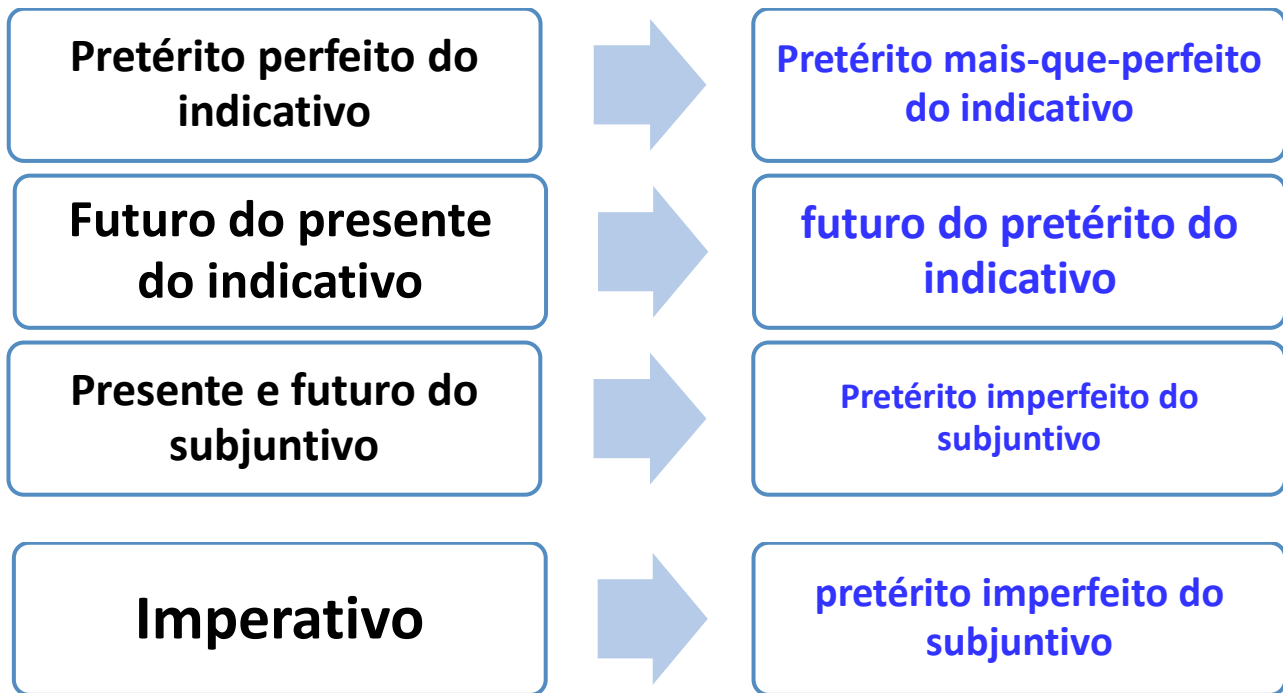 Pretérito perfeito do
indicativo
Pretérito mais-que-perfeito
do indicativo
Futuro do presente
do indicativo
futuro do pretérito do
indicativo
Presente e futuro do
subjuntivo
Pretérito imperfeito do
subjuntivo
Imperativo
pretérito imperfeito do
subjuntivo